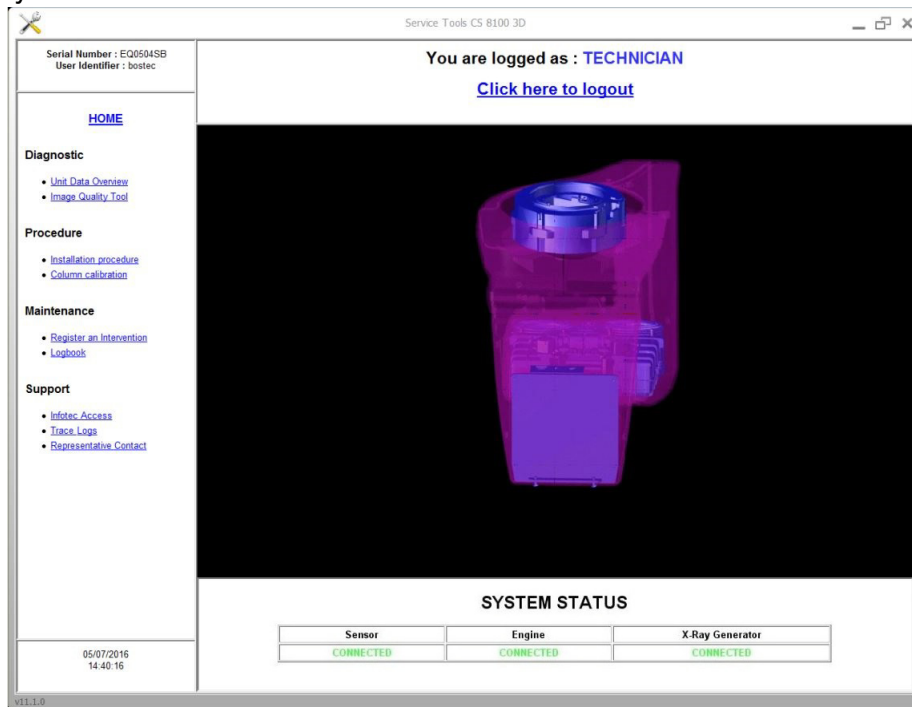 Service Tools CS 8100 3D
Serial Number : EQ0504SB
User Identifier : bostec
You are logged as : TECHNICIAN
Click here to logout
HOME
Diagnostic
Unit Data Overview
Image Quality Tool
Procedure
Installation procedure
Column calibration
Maintenance
Register an Intervention
Logbook
Support
Infotec Access
Trace Logs
Representative Contact
SYSTEM STATUS
Sensor Engine X-Ray Generator
CONNECTED CONNECTED CONNECTED
05/07/2016
14:40:16
v11.1.0